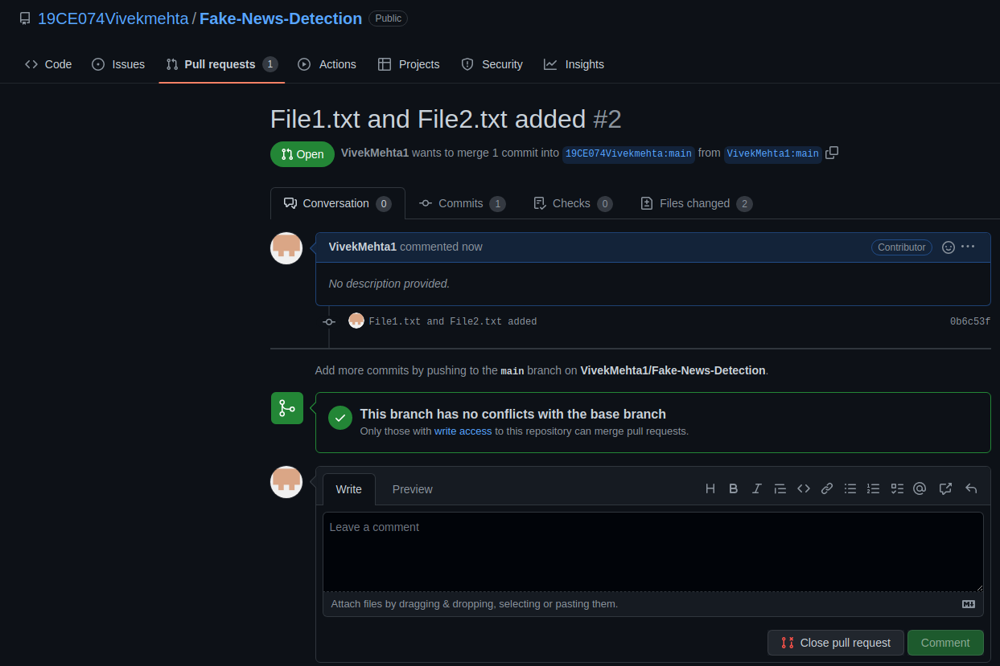 19CE074Vivekmehta / Fake-News-Detection Public
Code Issues Pull requests 1 Actions Projects Security Insights
File1.txt and File2.txt added #2
Open VivekMehta1 wants to merge 1 commit into 19CE074Vivekmehta:main from VivekMehta1:main
Conversation 0 Commits 1 Checks 0 Files changed 2
VivekMehta1 commented now Contributor
No description provided.
File1.txt and File2.txt added 0b6c53f
Add more commits by pushing to the main branch on VivekMehta1/Fake-News-Detection.
This branch has no conflicts with the base branch
Only those with write access to this repository can merge pull requests.
Write Preview
Leave a comment
Attach files by dragging & dropping, selecting or pasting them.
Close pull request Comment